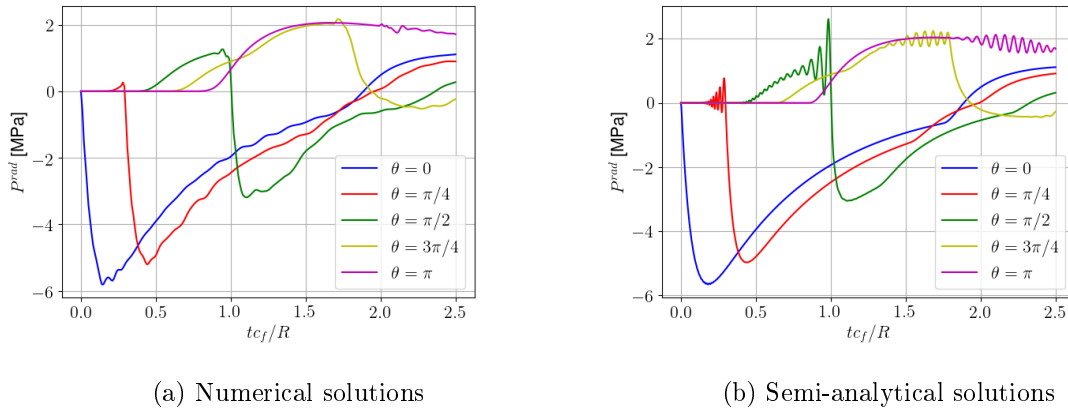 2
0
−2
−4
−6
P^{rad} [MPa]
0.0 0.5 1.0 1.5 2.0 2.5
tc_f/R
θ = 0
θ = π/4
θ = π/2
θ = 3π/4
θ = π
(a) Numerical solutions
2
0
−2
−4
−6
P^{rad} [MPa]
0.0 0.5 1.0 1.5 2.0 2.5
tc_f/R
θ = 0
θ = π/4
θ = π/2
θ = 3π/4
θ = π
(b) Semi-analytical solutions